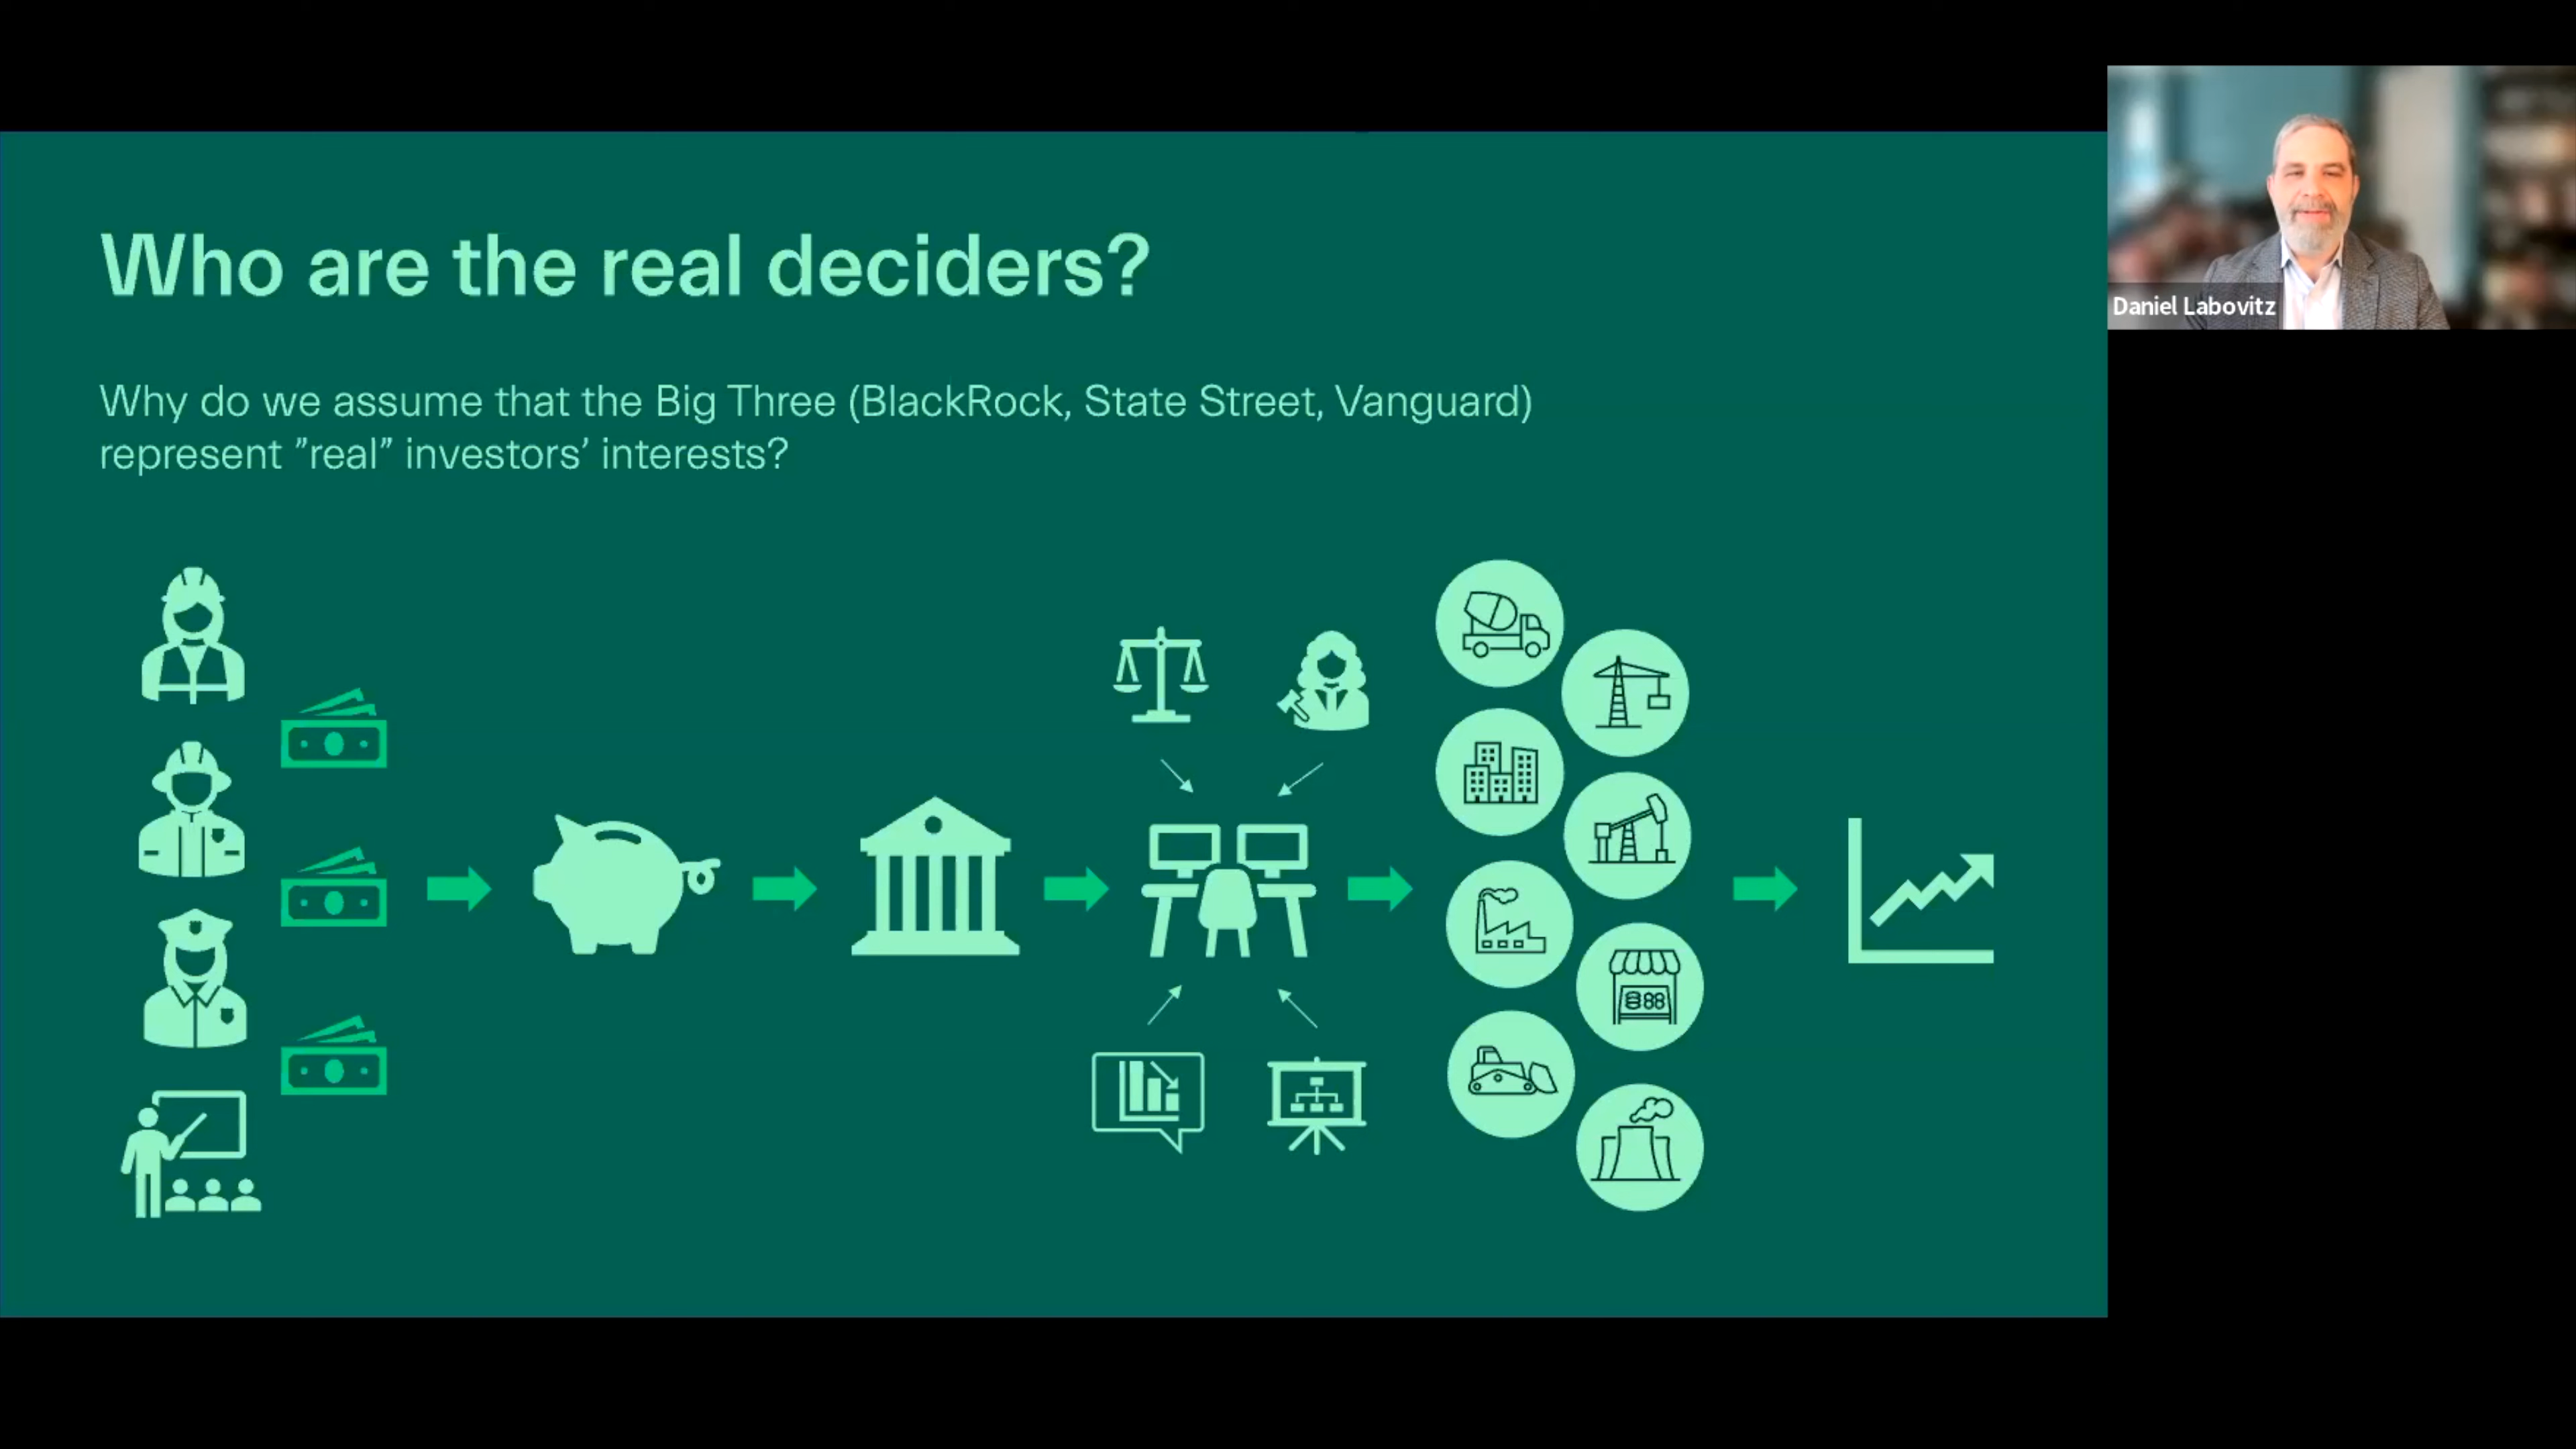 Who are the real deciders?
Why do we assume that the Big Three (BlackRock, State Street, Vanguard)
represent ”real” investors’ interests?
Daniel Labovitz